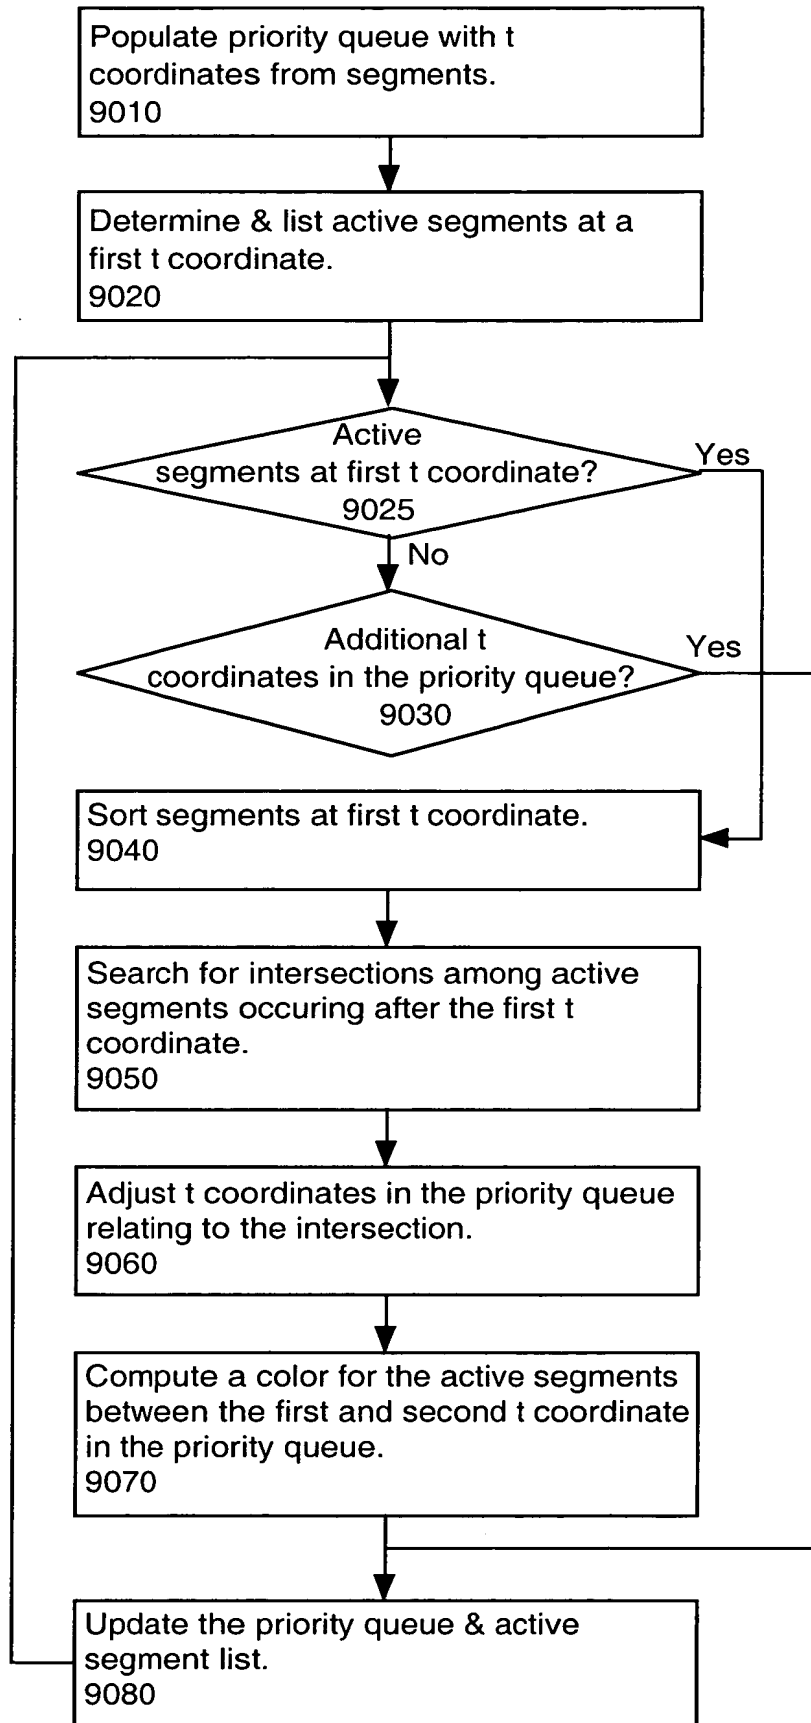 Populate priority queue with t
coordinates from segments.
9010
Determine & list active segments at a
first t coordinate.
9020
Active
segments at first t coordinate?
9025
Yes
No
Additional t
coordinates in the priority queue?
9030
Yes
Sort segments at first t coordinate.
9040
Search for intersections among active
segments occuring after the first t
coordinate.
9050
Adjust t coordinates in the priority queue
relating to the intersection.
9060
Compute a color for the active segments
between the first and second t coordinate
in the priority queue.
9070
Update the priority queue & active
segment list.
9080